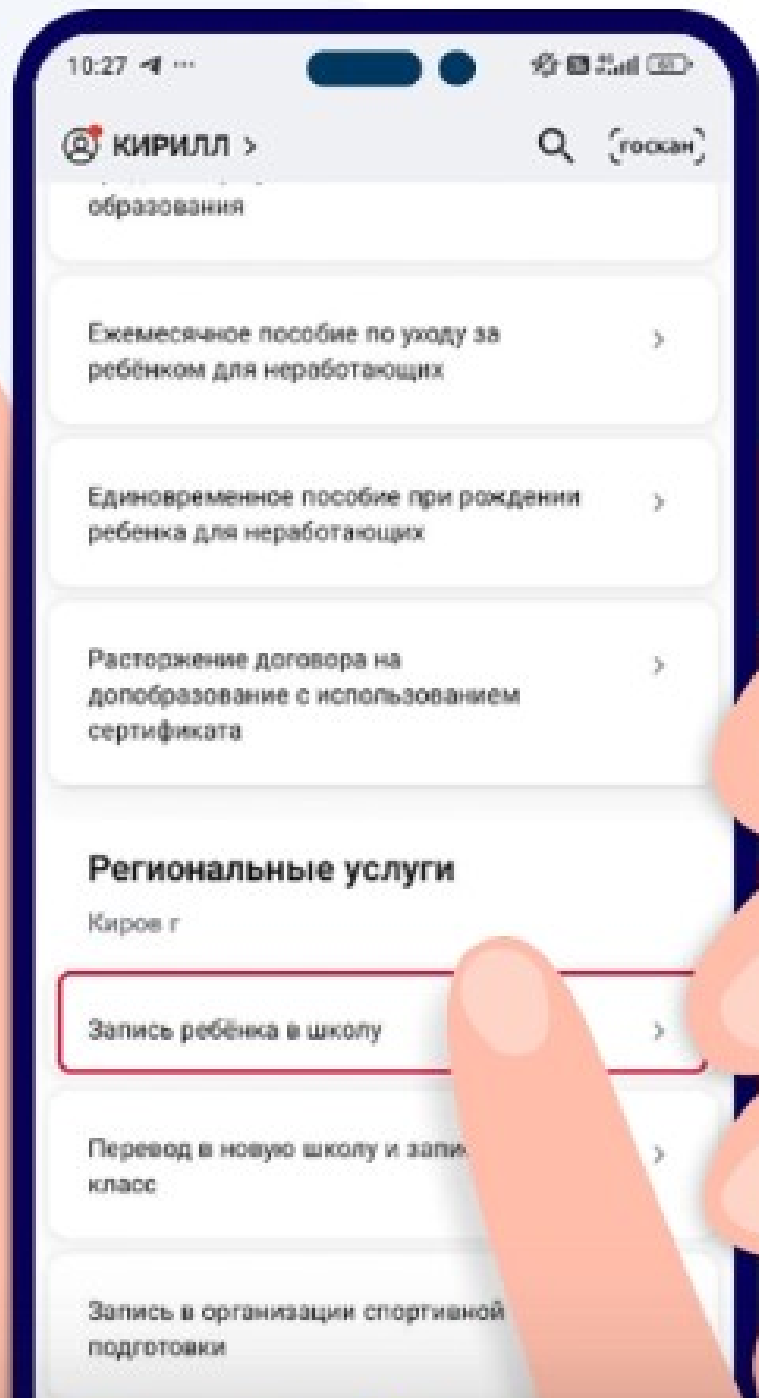 10:27
КИРИЛЛ
госкан
образования
Ежемесячное пособие по уходу за
ребёнком для неработающих
Единовременное пособие при рождении
ребенка для неработающих
Расторжение договора на
допобразование с использованием
сертификата
Региональные услуги
Киров г
Запись ребёнка в школу
Перевод в новую школу и
класс
Запись в организации спортивной
подготовки